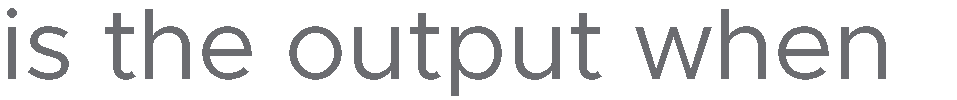 is the output when